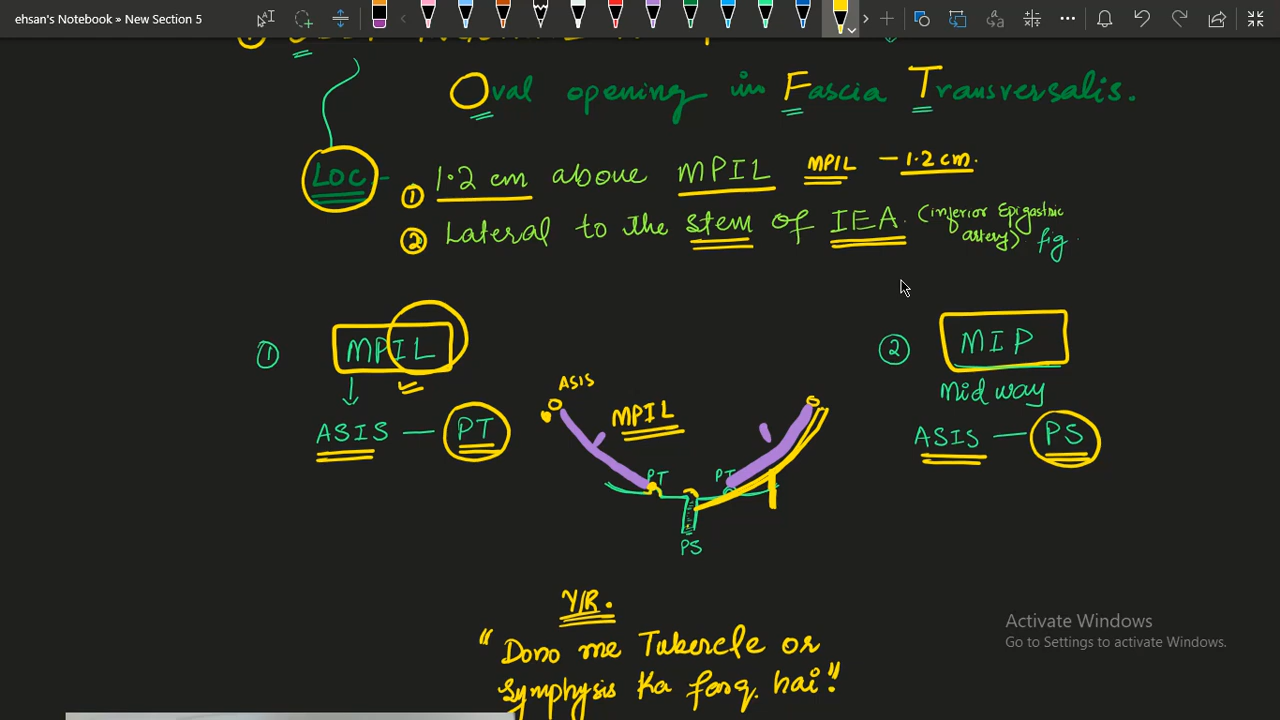 ehsan's Notebook » New Section 5
Oval opening in Fascia Transversalis.
LOC - ① 1.2 cm above MPIL MPIL - 1.2 cm.
② Lateral to the stem of IEA. (inferior Epigastric artery) fig.
① MPIL
ASIS — PT
② MIP
Mid way
ASIS — PS
ASIS
MPIL
PT PT
PS
Y/R.
"Dono me Tubercle or
Symphysis Ka farq. hai."
Activate Windows
Go to Settings to activate Windows.